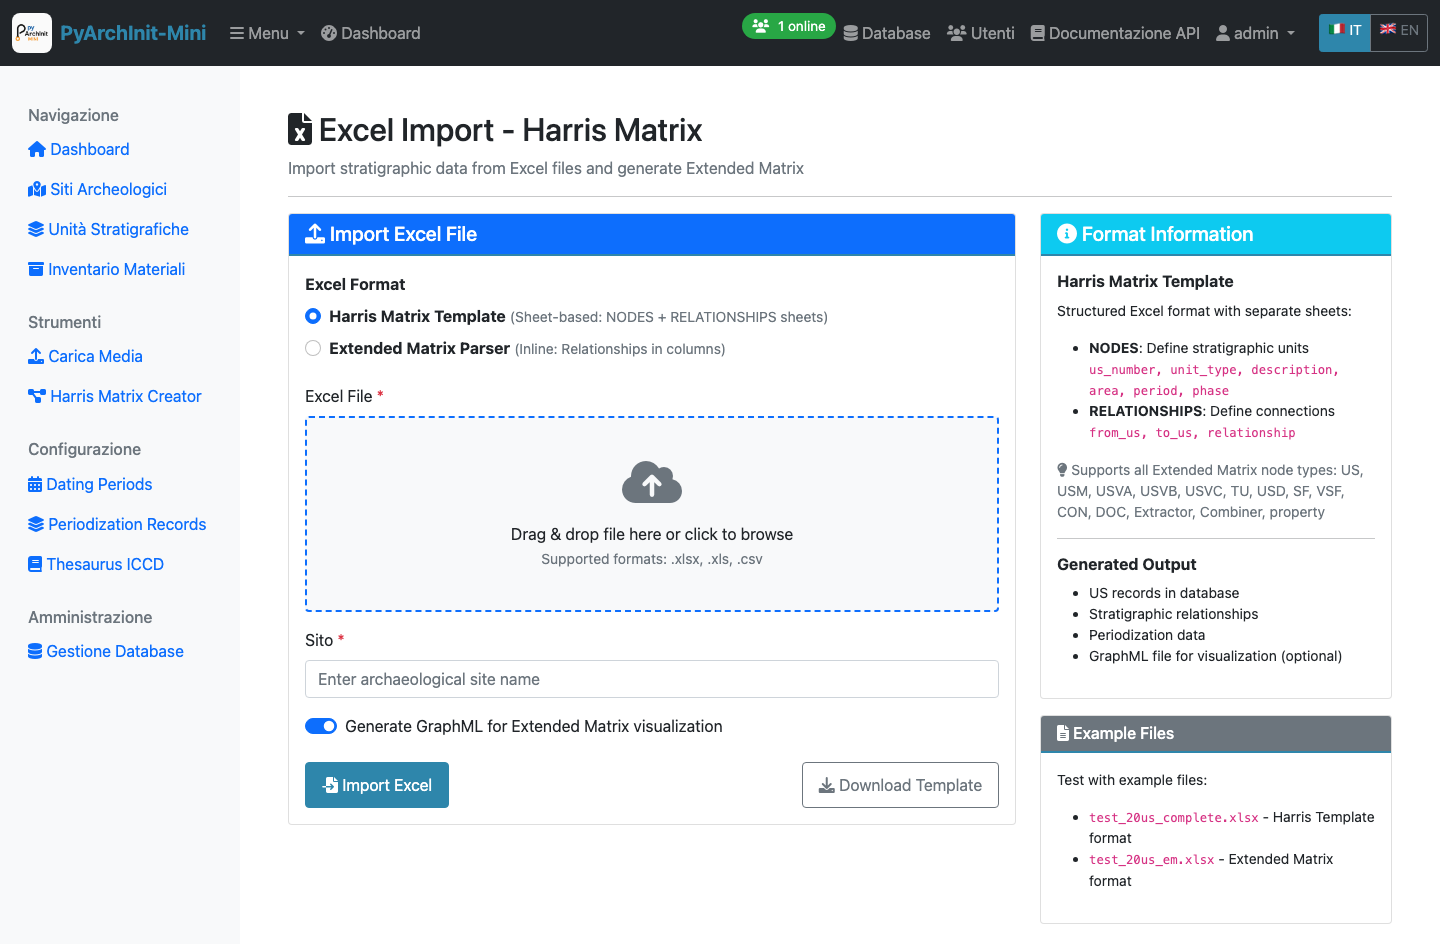 PyArchInit-Mini
Menu
Dashboard
1 online
Database
Utenti
Documentazione API
admin
IT
EN
Navigazione
Dashboard
Siti Archeologici
Unità Stratigrafiche
Inventario Materiali
Strumenti
Carica Media
Harris Matrix Creator
Configurazione
Dating Periods
Periodization Records
Thesaurus ICCD
Amministrazione
Gestione Database
Excel Import - Harris Matrix
Import stratigraphic data from Excel files and generate Extended Matrix
Import Excel File
Excel Format
Harris Matrix Template (Sheet-based: NODES + RELATIONSHIPS sheets)
Extended Matrix Parser (Inline: Relationships in columns)
Excel File *
Drag & drop file here or click to browse
Supported formats: .xlsx, .xls, .csv
Sito *
Enter archaeological site name
Generate GraphML for Extended Matrix visualization
Import Excel
Download Template
Format Information
Harris Matrix Template
Structured Excel format with separate sheets:
NODES: Define stratigraphic units
us_number, unit_type, description,
area, period, phase
RELATIONSHIPS: Define connections
from_us, to_us, relationship
Supports all Extended Matrix node types: US,
USM, USVA, USVB, USVC, TU, USD, SF, VSF,
CON, DOC, Extractor, Combiner, property
Generated Output
US records in database
Stratigraphic relationships
Periodization data
GraphML file for visualization (optional)
Example Files
Test with example files:
test_20us_complete.xlsx - Harris Template
format
test_20us_em.xlsx - Extended Matrix
format